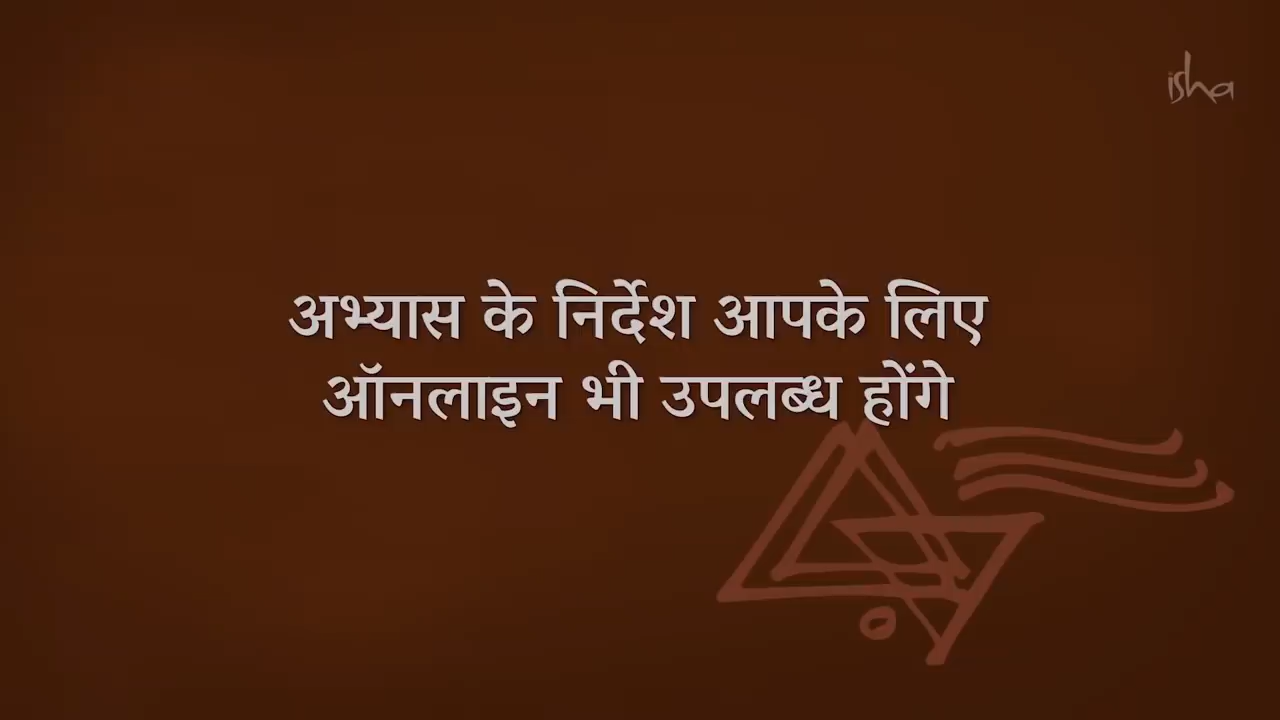 isha
अभ्यास के निर्देश आपके लिए
ऑनलाइन भी उपलब्ध होंगे